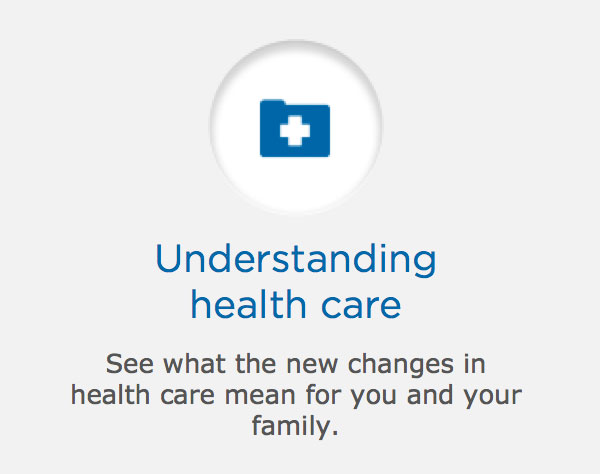 Understanding
health care
See what the new changes in
health care mean for you and your
family.